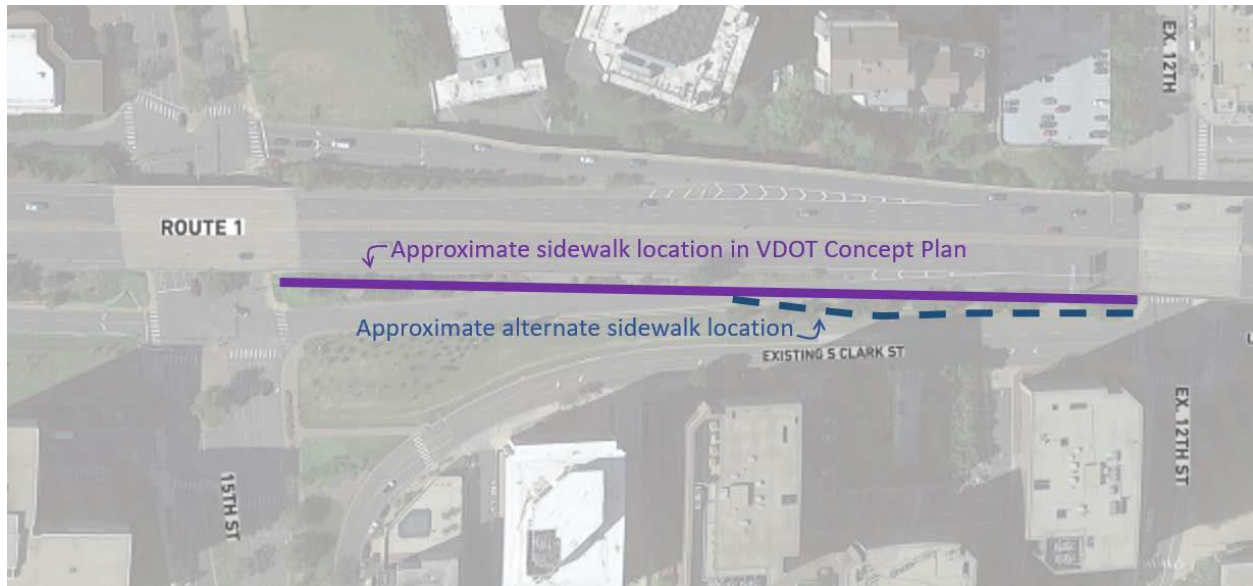 EX. 12TH
ROUTE 1
Approximate sidewalk location in VDOT Concept Plan
Approximate alternate sidewalk location
EXISTING S CLARK ST
15TH ST
EX. 12TH ST